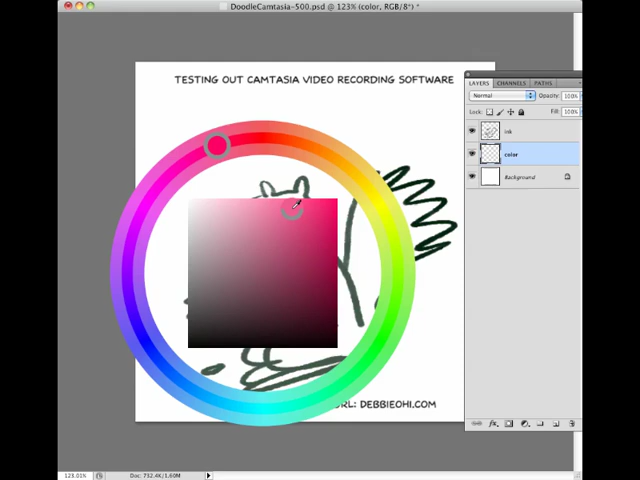 DoodleCamtasia-500.psd @ 123% (color, RGB/8*) *
TESTING OUT CAMTASIA VIDEO RECORDING SOFTWARE
LAYERS CHANNELS PATHS
Normal Opacity: 100%
Lock: Fill: 100%
ink
color
Background
URL: DEBBIEOHI.COM
123.01% Doc: 732.4K/1.60M